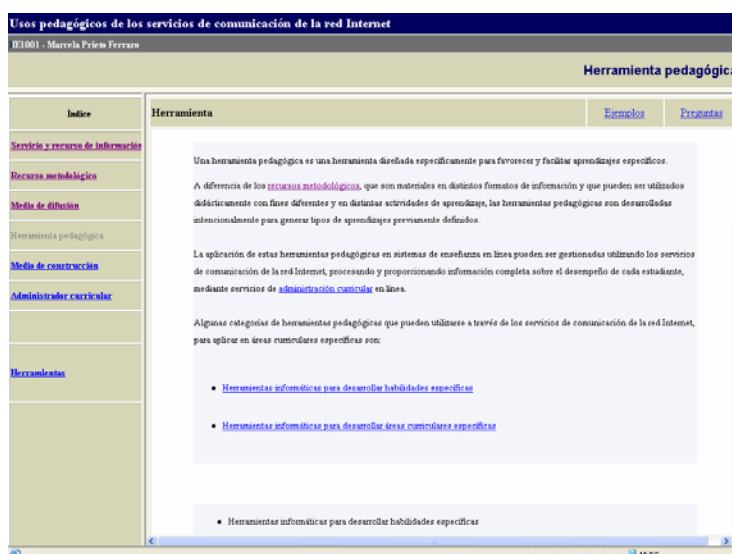 Usos pedagógicos de los servicios de comunicación de la red Internet
IE1001 - Marcela Prieto Ferraro
Herramienta pedagógica
Índice
Herramienta
Ejemplos
Preguntas
Servicio y recurso de información
Recurso metodológico
Medio de difusión
Herramienta pedagógica
Medio de construcción
Administrador curricular
Herramientas
Una herramienta pedagógica es una herramienta diseñada específicamente para favorecer y facilitar aprendizajes específicos.
A diferencia de los recursos metodológicos, que son materiales en distintos formatos de información y que pueden ser utilizados
didácticamente con fines diferentes y en distintas actividades de aprendizaje, las herramientas pedagógicas son desarrolladas
intencionalmente para generar tipos de aprendizajes previamente definidos.
La aplicación de estas herramientas pedagógicas en sistemas de enseñanza en línea pueden ser gestionadas utilizando los servicios
de comunicación de la red Internet, procesando y proporcionando información completa sobre el desempeño de cada estudiante,
mediante servicios de administración curricular en línea.
Algunas categorías de herramientas pedagógicas que pueden utilizarse a través de los servicios de comunicación de la red Internet,
para aplicar en áreas curriculares específicas son:
Herramientas informáticas para desarrollar habilidades específicas
Herramientas informáticas para desarrollar áreas curriculares específicas
Herramientas informáticas para desarrollar habilidades específicas